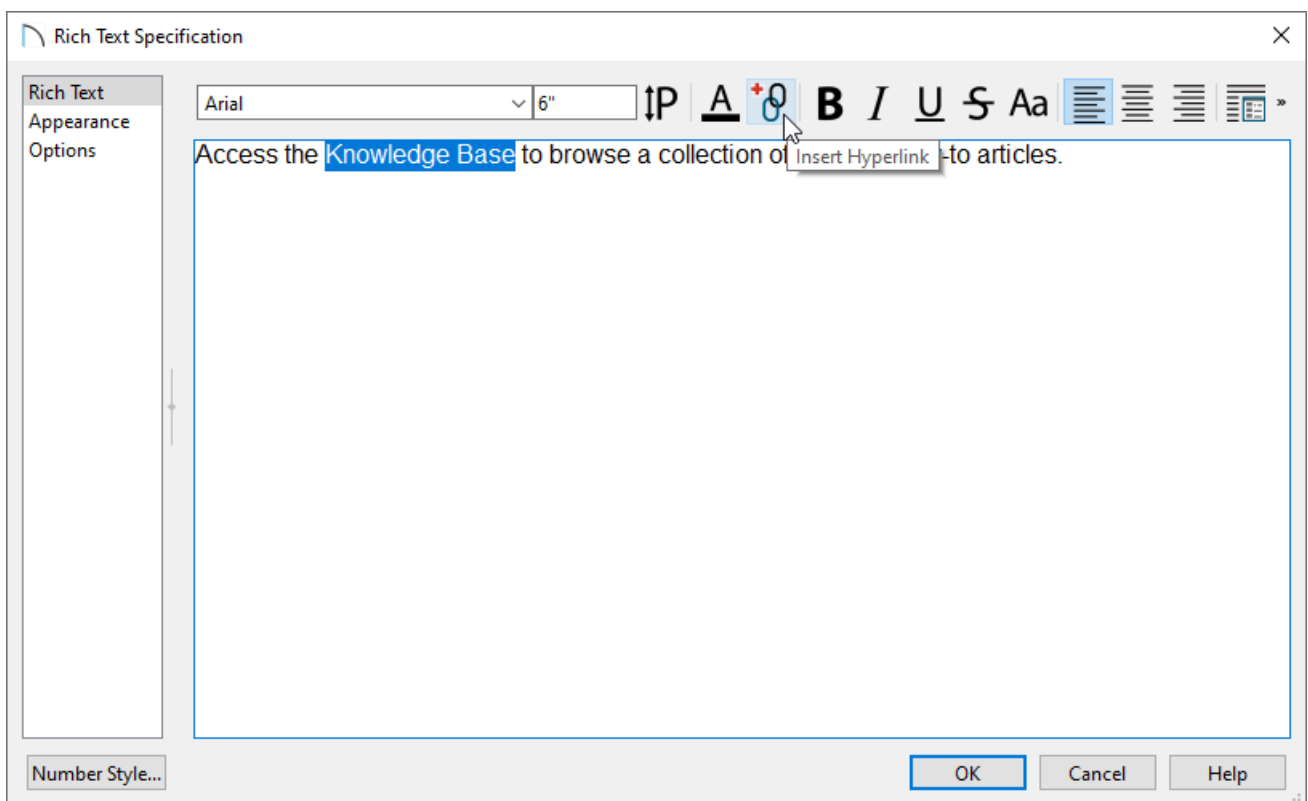 Rich Text Specification
Rich Text
Appearance
Options
Arial
6"
P
A
B I U S Aa
»
Access the Knowledge Base to browse a collection of
-to articles.
Insert Hyperlink
Number Style...
OK
Cancel
Help